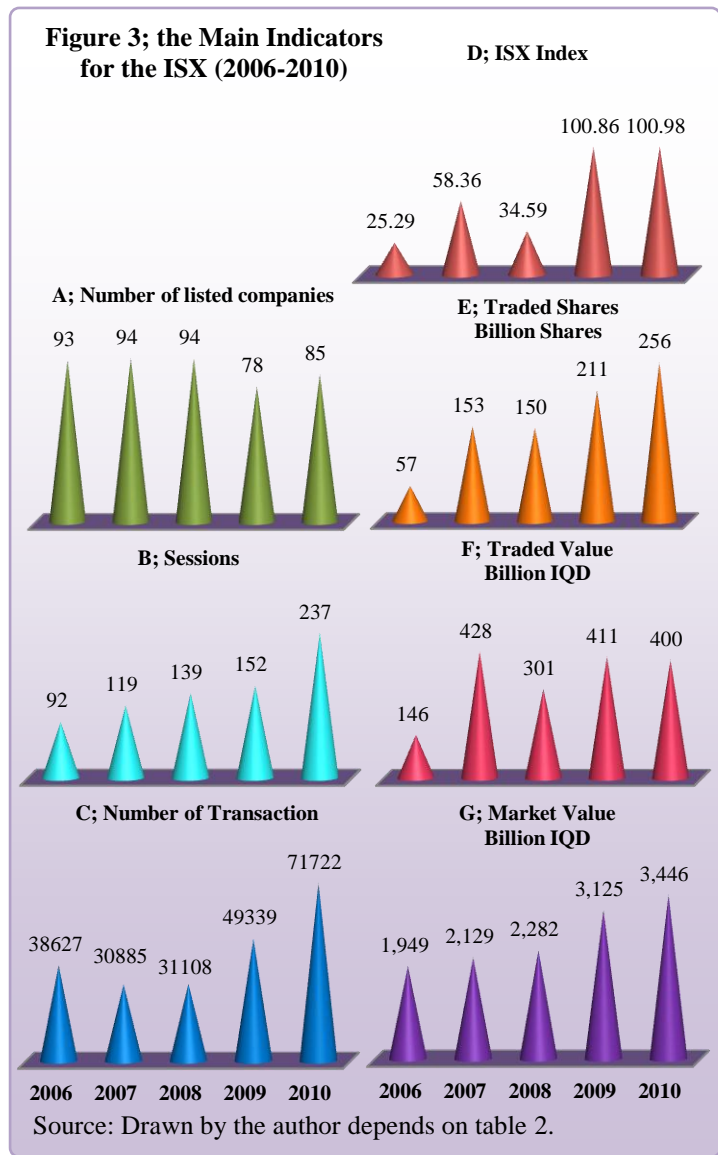 Figure 3; the Main Indicators
for the ISX (2006-2010)
D; ISX Index
25.29 58.36 34.59 100.86 100.98
A; Number of listed companies
93 94 94 78 85
E; Traded Shares
Billion Shares
57 153 150 211 256
B; Sessions
92 119 139 152 237
F; Traded Value
Billion IQD
146 428 301 411 400
C; Number of Transaction
38627 30885 31108 49339 71722
2006 2007 2008 2009 2010
G; Market Value
Billion IQD
1,949 2,129 2,282 3,125 3,446
2006 2007 2008 2009 2010
Source: Drawn by the author depends on table 2.